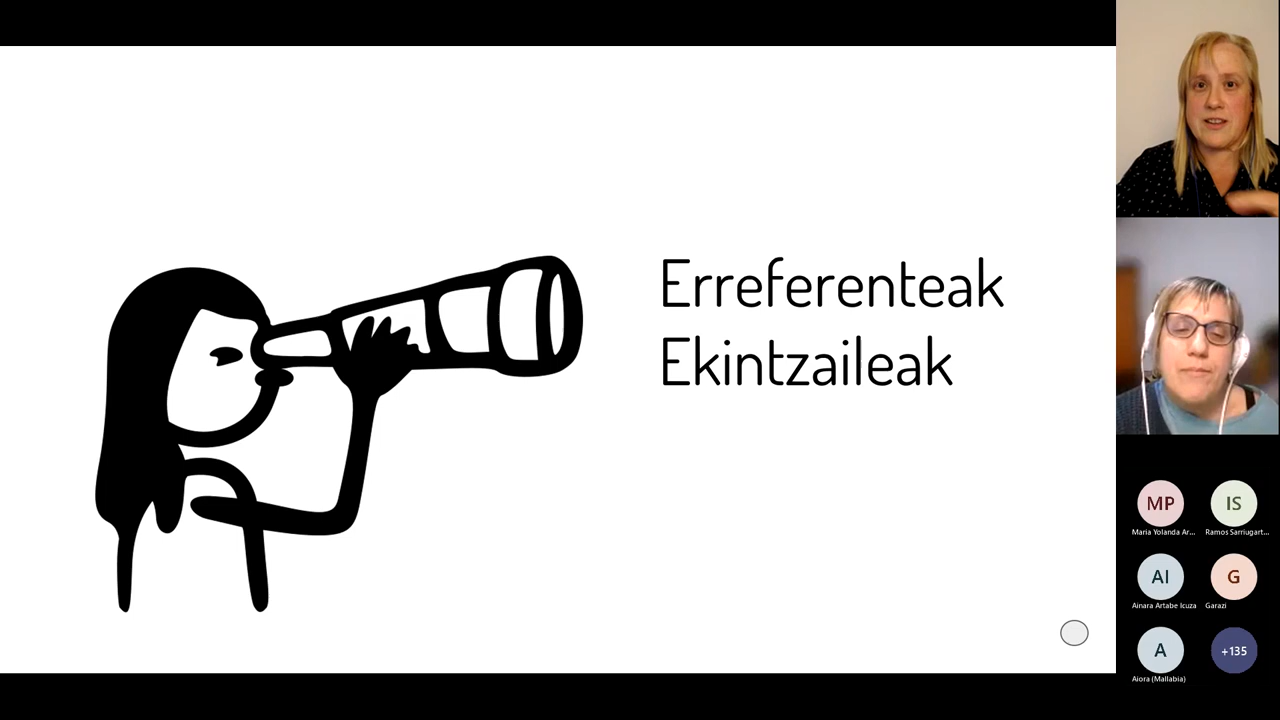 Erreferenteak
Ekintzaileak
MP
IS
Maria Yolanda Ar...
Ramos Sarriugart...
AI
G
Ainara Artabe Icuza
Garazi
A
+135
Aiora (Mallabia)